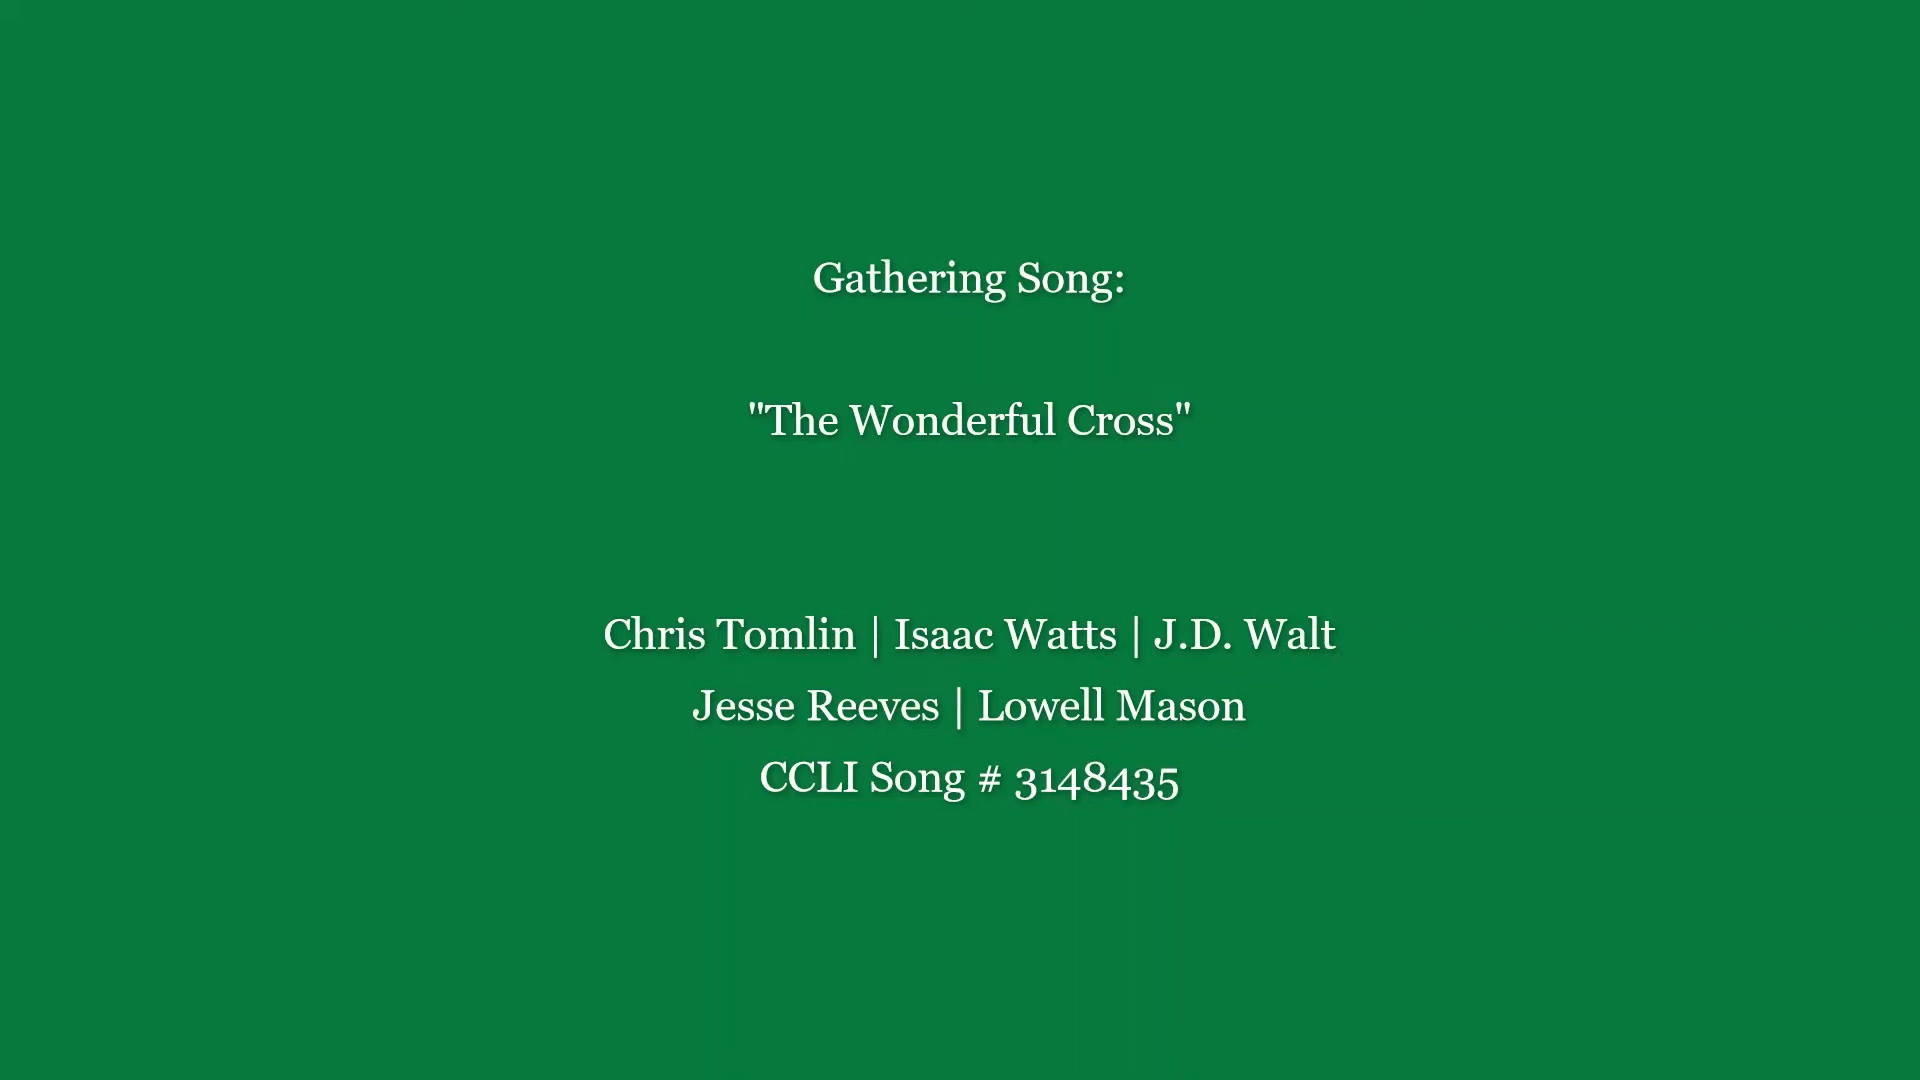 Gathering Song:
"The Wonderful Cross"
Chris Tomlin | Isaac Watts | J.D. Walt
Jesse Reeves | Lowell Mason
CCLI Song # 3148435